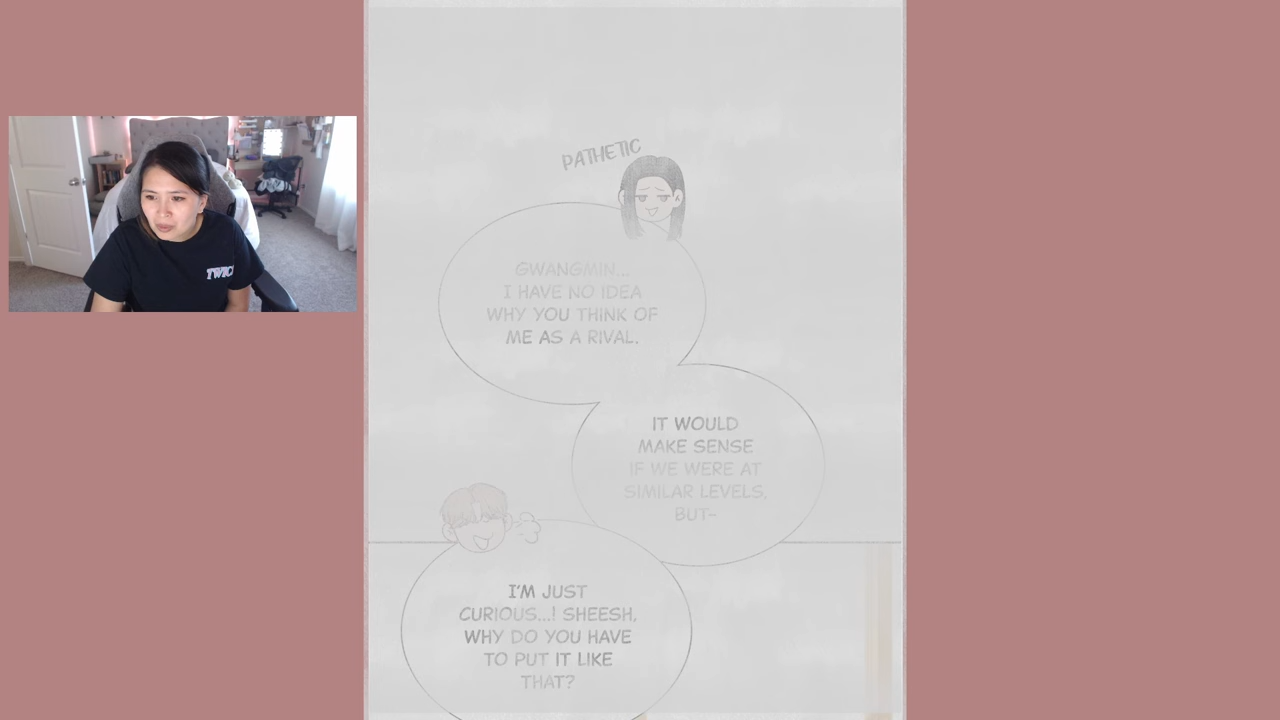 PATHETIC
GWANGMIN...
I HAVE NO IDEA
WHY YOU THINK OF
ME AS A RIVAL.
IT WOULD
MAKE SENSE
IF WE WERE AT
SIMILAR LEVELS,
BUT-
I'M JUST
CURIOUS...! SHEESH,
WHY DO YOU HAVE
TO PUT IT LIKE
THAT?